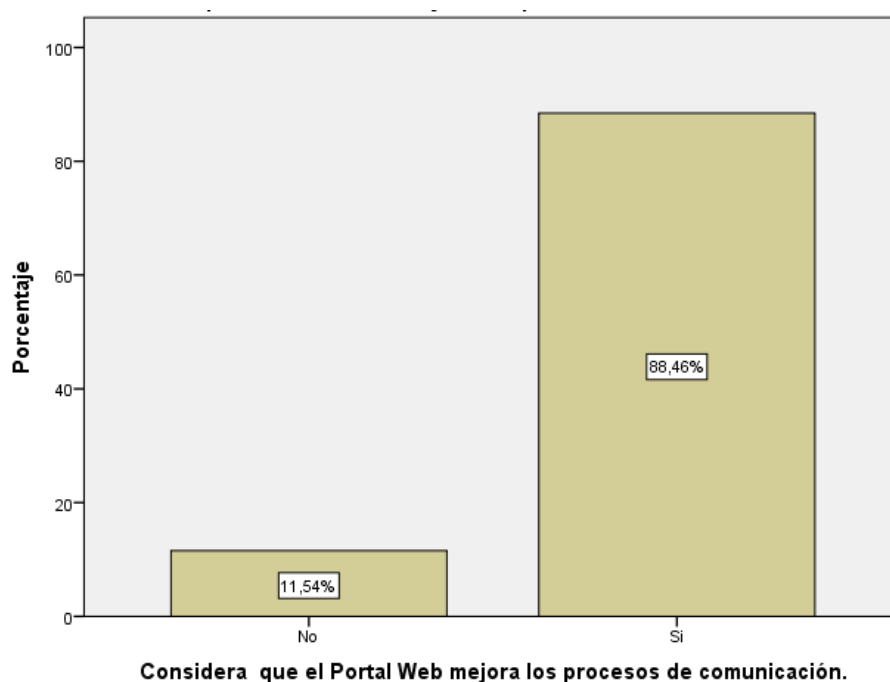 100
80
60
40
20
0
Porcentaje
11,54%
88,46%
No
Si
Considera que el Portal Web mejora los procesos de comunicación.